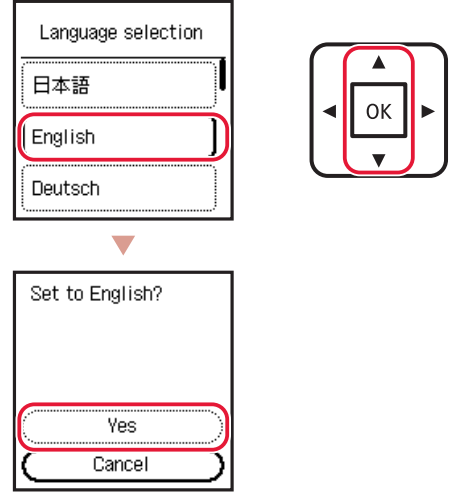 Language selection
日本語
English
OK
Deutsch
Set to English?
Yes
Cancel